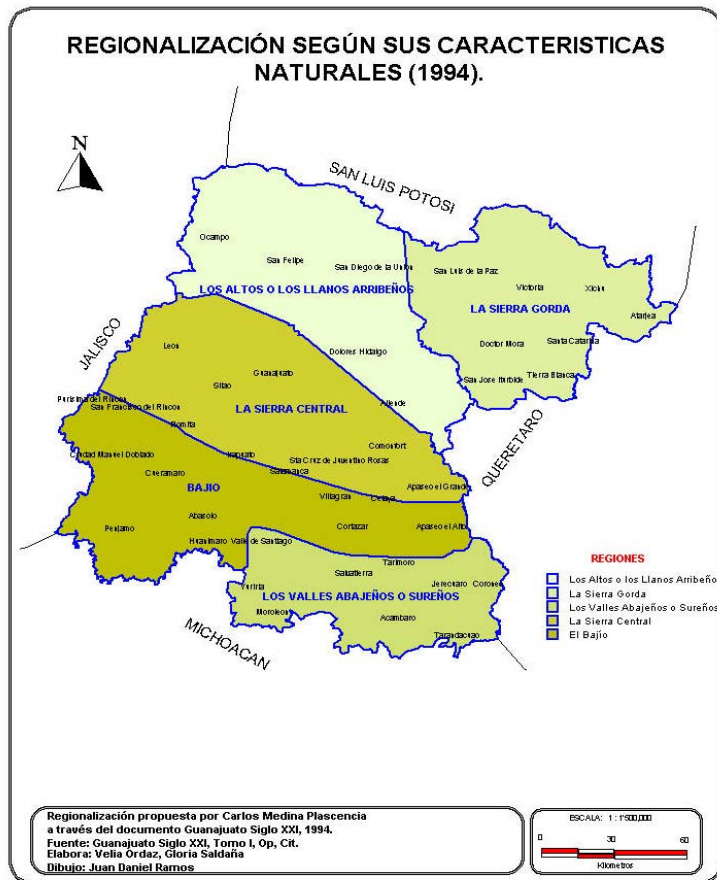 REGIONALIZACIÓN SEGÚN SUS CARACTERISTICAS
NATURALES (1994).
N
SAN LUIS POTOSI
Ocampo
San Felipe
San Diego de la Unión
LOS ALTOS O LOS LLANOS ARRIBEÑOS
San Luis de la Paz
Victoria
Xichu
Atarjea
LA SIERRA GORDA
Doctor Mora
Santa Catarina
San Jose Iturbide
Tierra Blanca
JALISCO
Dolores Hidalgo
Leon
Guanajuato
Silao
Allende
QUERETARO
Purisima del Rincon
San Francisco del Rincon
LA SIERRA CENTRAL
Romita
Comonfort
Ciudad Manuel Doblado
Irapuato
Sta Cruz de Juventino Rosas
Cueramaro
Salamanca
BAJIO
Apaseo el Grande
Villagran
Celaya
Abasolo
Penjamo
Cortazar
Apaseo el Alto
Huanimaro
Valle de Santiago
Tarimoro
Salvatierra
Yuriria
Jerecuaro
Coroneo
LOS VALLES ABAJEÑOS O SUREÑOS
Moroleon
Acambaro
Tarandacuao
MICHOACAN
REGIONES
Los Altos o los Llanos Arribeño
La Sierra Gorda
Los Valles Abajeños o Sureños
La Sierra Central
El Bajío
Regionalización propuesta por Carlos Medina Plascencia
a través del documento Guanajuato Siglo XXI, 1994.
Fuente: Guanajuato Siglo XXI, Tomo I, Op, Cit.
Elabora: Velia Ordaz, Gloria Saldaña
Dibujo: Juan Daniel Ramos
ESCALA: 1 : 1'500,000
0 30 60
Kilometros